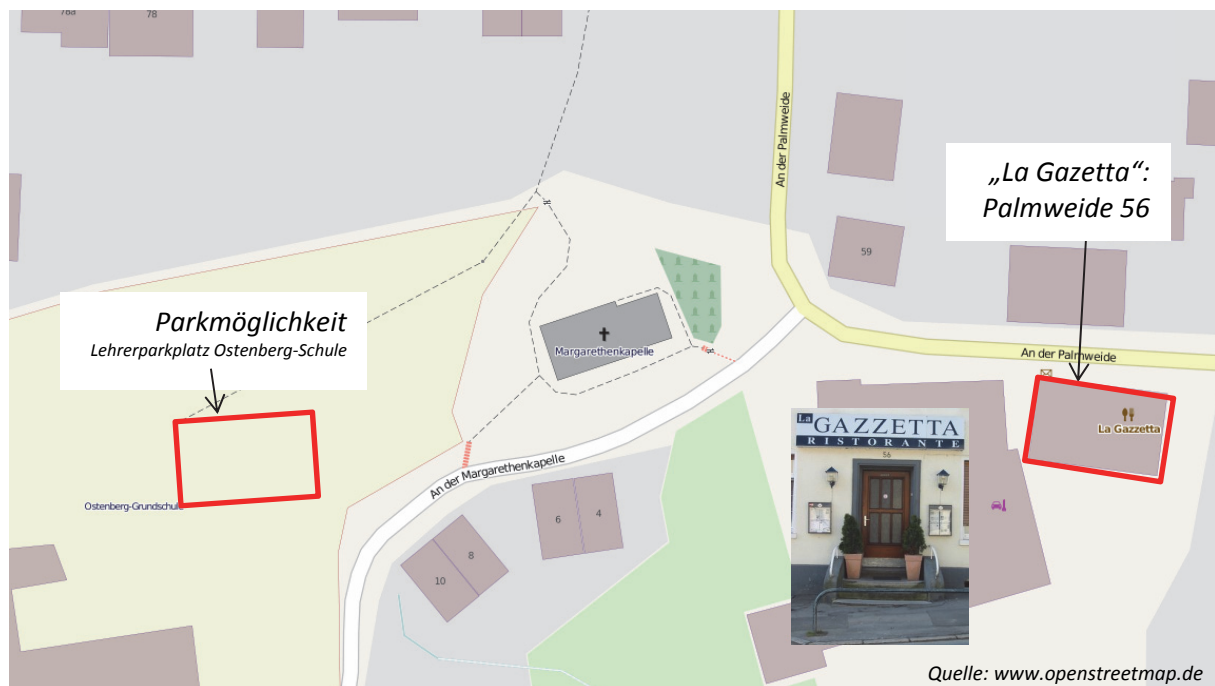 78a
78
An der Palmweide
„La Gazetta“:
Palmweide 56
59
Parkmöglichkeit
Lehrerparkplatz Ostenberg-Schule
Margarethenkapelle
An der Palmweide
La Gazzetta
La GAZZETTA
RISTORANTE
56
An der Margarethenkapelle
Ostenberg-Grundschule
6
4
8
10
Quelle: www.openstreetmap.de